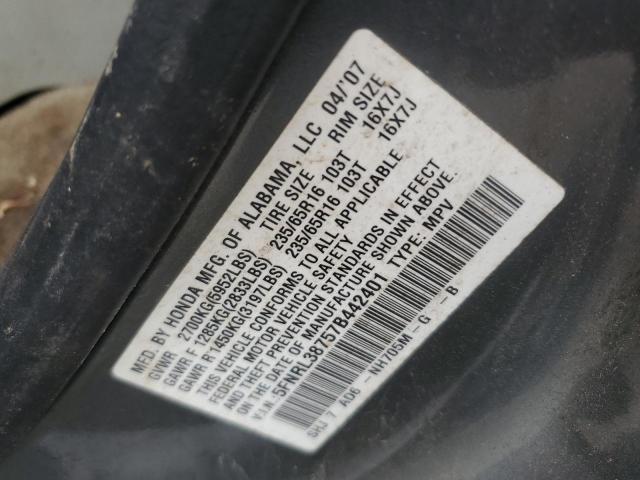 MFD. BY HONDA MFG. OF ALABAMA, LLC 04/'07
GVWR 2700KG(5952LBS) TIRE SIZE RIM SIZE
GAWR F 1285KG(2833LBS) 235/65R16 103T 16X7J
GAWR R 1450KG(3197LBS) 235/65R16 103T 16X7J
THIS VEHICLE CONFORMS TO ALL APPLICABLE
FEDERAL MOTOR VEHICLE SAFETY
AND THEFT PREVENTION STANDARDS IN EFFECT
ON THE DATE OF MANUFACTURE SHOWN ABOVE.
V.I.N. 5FNRL38757B442401 TYPE: MPV
SHJ 7 A06 - NH705M - G - B